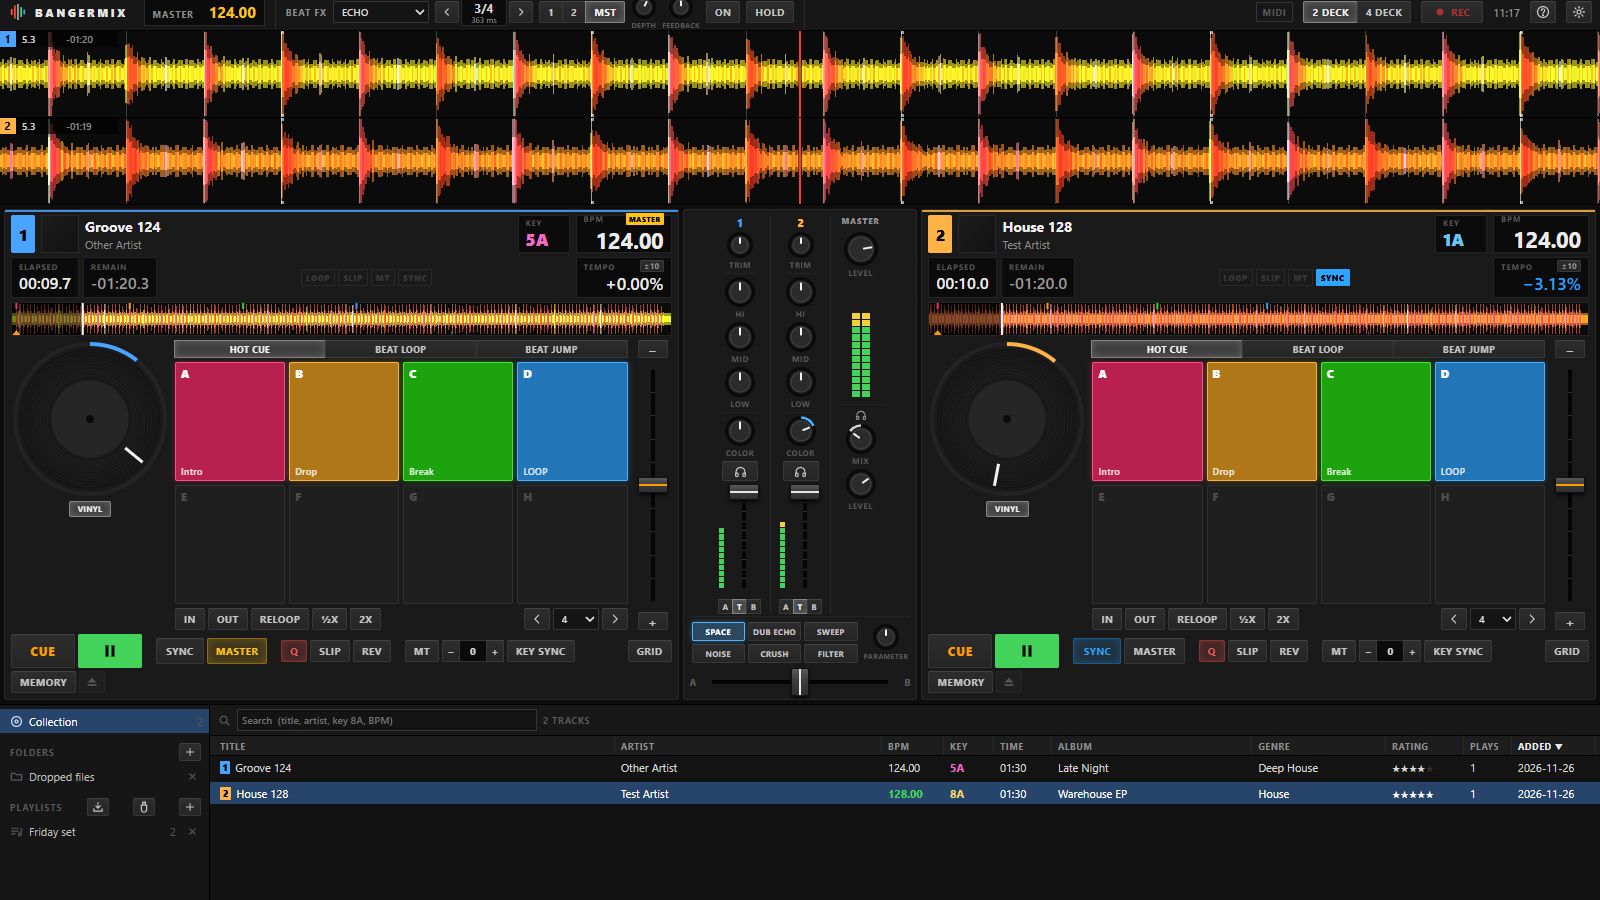 BANGERMIX MASTER 124.00 BEAT FX ECHO 3/4 363 ms 1 2 MST DEPTH FEEDBACK ON HOLD MIDI 2 DECK 4 DECK REC 11:17
1 5.3 -01:20
2 5.3 -01:19
1 Groove 124 KEY 5A BPM MASTER 124.00
Other Artist
ELAPSED 00:09.7 REMAIN -01:20.3 LOOP SLIP MT SYNC TEMPO ±10 +0.00%
HOT CUE BEAT LOOP BEAT JUMP –
A B C D
Intro Drop Break LOOP
E F G H
VINYL
IN OUT RELOOP ½X 2X < 4 > +
CUE SYNC MASTER Q SLIP REV MT – 0 + KEY SYNC GRID
MEMORY
1 2 MASTER
TRIM TRIM LEVEL
HI HI
MID MID
LOW LOW
COLOR COLOR MIX
LEVEL
A T B A T B
SPACE DUB ECHO SWEEP
NOISE CRUSH FILTER PARAMETER
A B
2 House 128 KEY 1A BPM 124.00
Test Artist
ELAPSED 00:10.0 REMAIN -01:20.0 LOOP SLIP MT SYNC TEMPO ±10 −3.13%
HOT CUE BEAT LOOP BEAT JUMP –
A B C D
Intro Drop Break LOOP
E F G H
VINYL
IN OUT RELOOP ½X 2X < 4 > +
CUE SYNC MASTER Q SLIP REV MT – 0 + KEY SYNC GRID
MEMORY
Collection 2
FOLDERS +
Dropped files ×
PLAYLISTS +
Friday set 2 ×
Search (title, artist, key 8A, BPM) 2 TRACKS
TITLE ARTIST BPM KEY TIME ALBUM GENRE RATING PLAYS ADDED ▼
1 Groove 124 Other Artist 124.00 5A 01:30 Late Night Deep House ★★★★★ 1 2026-11-26
2 House 128 Test Artist 128.00 8A 01:30 Warehouse EP House ★★★★★ 1 2026-11-26